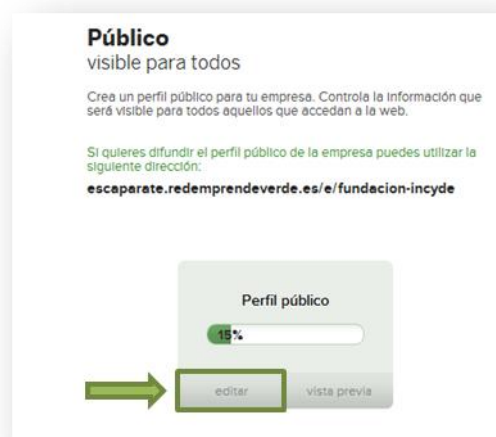 Público
visible para todos
Crea un perfil público para tu empresa. Controla la información que
será visible para todos aquellos que accedan a la web.
Si quieres difundir el perfil público de la empresa puedes utilizar la
siguiente dirección:
escaparate.redemprendeverde.es/e/fundacion-incyde
Perfil público
15%
editar
vista previa